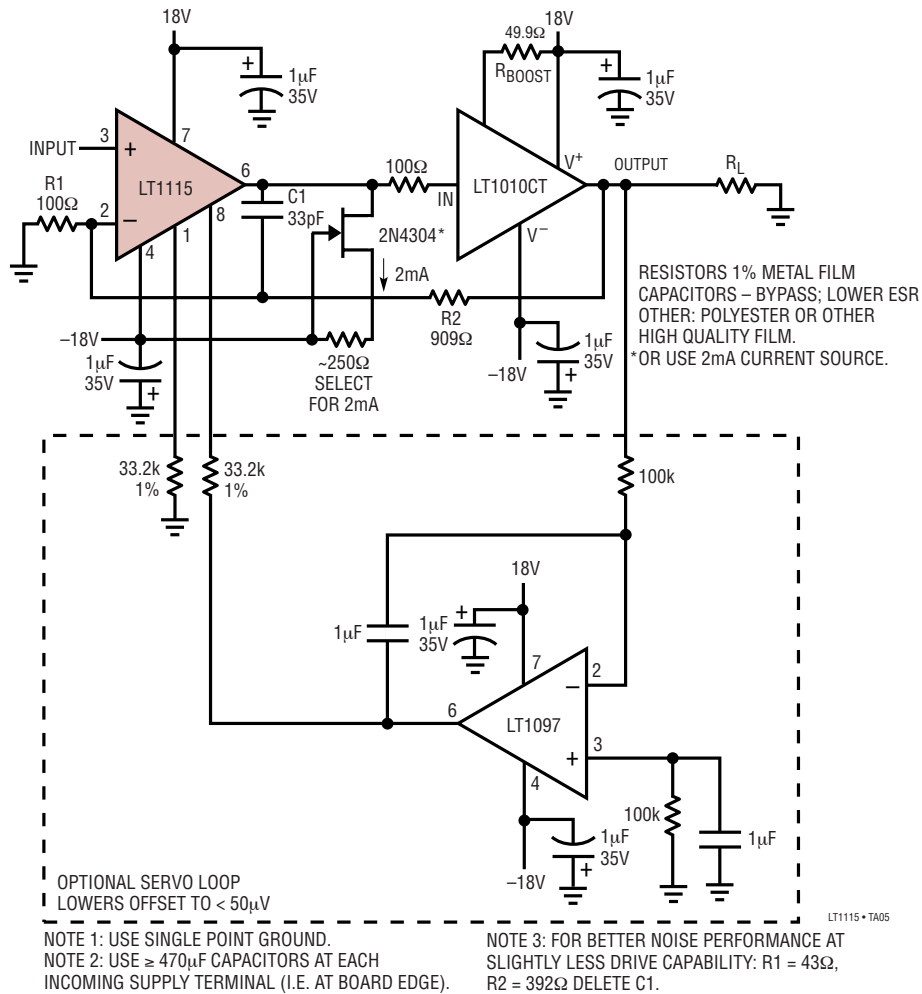 18V
1µF
35V
+
INPUT
3
+
7
LT1115
6
R1
100Ω
2
–
4
1
8
C1
33pF
100Ω
2N4304*
2mA
49.9Ω
RBOOST
18V
+
1µF
35V
V+
IN
LT1010CT
V–
OUTPUT
RL
R2
909Ω
–18V
1µF
35V
+
~250Ω
SELECT
FOR 2mA
–18V
1µF
35V
+
RESISTORS 1% METAL FILM
CAPACITORS – BYPASS; LOWER ESR
OTHER: POLYESTER OR OTHER
HIGH QUALITY FILM.
*OR USE 2mA CURRENT SOURCE.
33.2k
1%
33.2k
1%
100k
18V
1µF
1µF
35V
+
7
2
–
6
LT1097
+
3
4
100k
1µF
1µF
35V
+
–18V
OPTIONAL SERVO LOOP
LOWERS OFFSET TO < 50µV
LT1115 • TA05
NOTE 1: USE SINGLE POINT GROUND.
NOTE 2: USE ≥ 470µF CAPACITORS AT EACH
INCOMING SUPPLY TERMINAL (I.E. AT BOARD EDGE).
NOTE 3: FOR BETTER NOISE PERFORMANCE AT
SLIGHTLY LESS DRIVE CAPABILITY: R1 = 43Ω,
R2 = 392Ω DELETE C1.